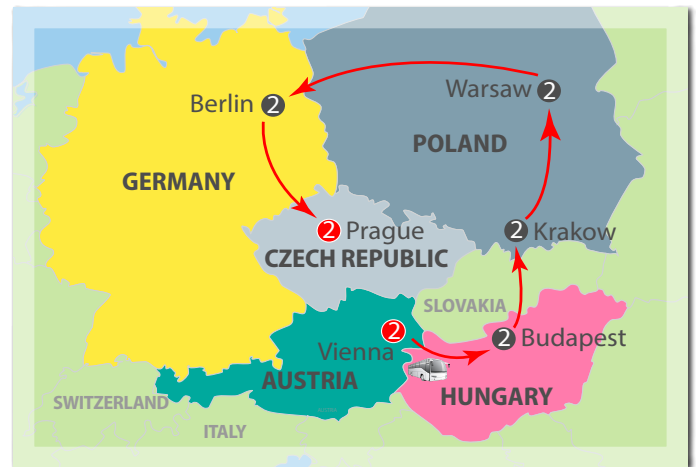 Warsaw 2
Berlin 2
POLAND
GERMANY
2 Prague
2 Krakow
CZECH REPUBLIC
SLOVAKIA
2
Vienna
2 Budapest
AUSTRIA
HUNGARY
SWITZERLAND
ITALY